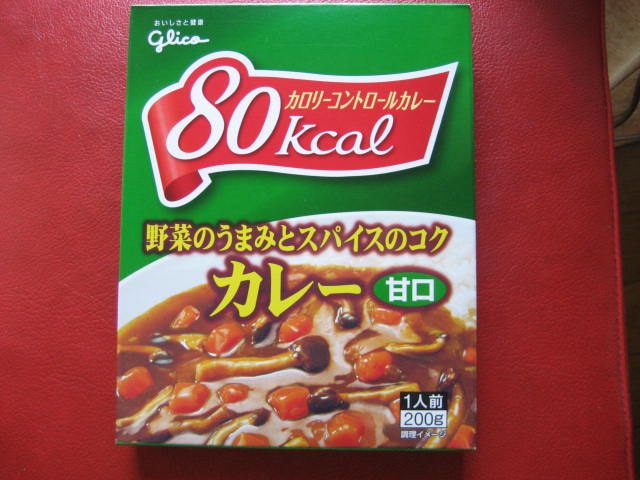 おいしさと健康
glico
カロリーコントロールカレー
80kcal
野菜のうまみとスパイスのコク
カレー 甘口
1人前
200g
調理イメージ